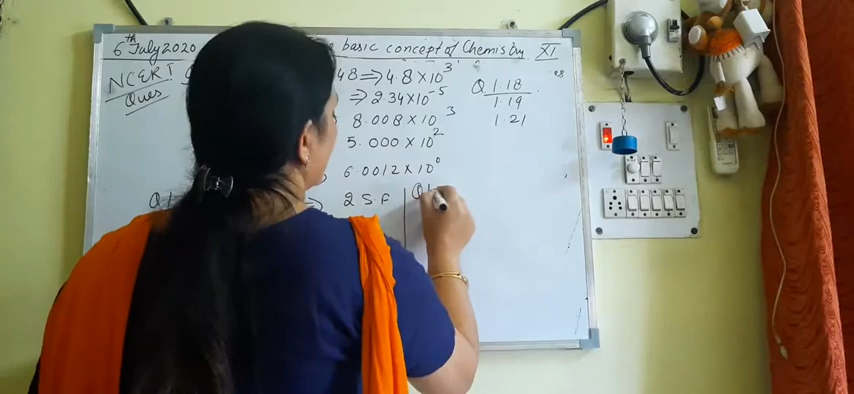 6th July 2020 basic concept of Chemistry XI
NCERT 48 ⇒ 4.8 × 10³
Ques ⇒ 2.34 × 10⁻⁵
8.008 × 10³
5.000 × 10²
6.0012 × 10⁰
⇒ 2 S F
Q 1.18
1.19
1.21